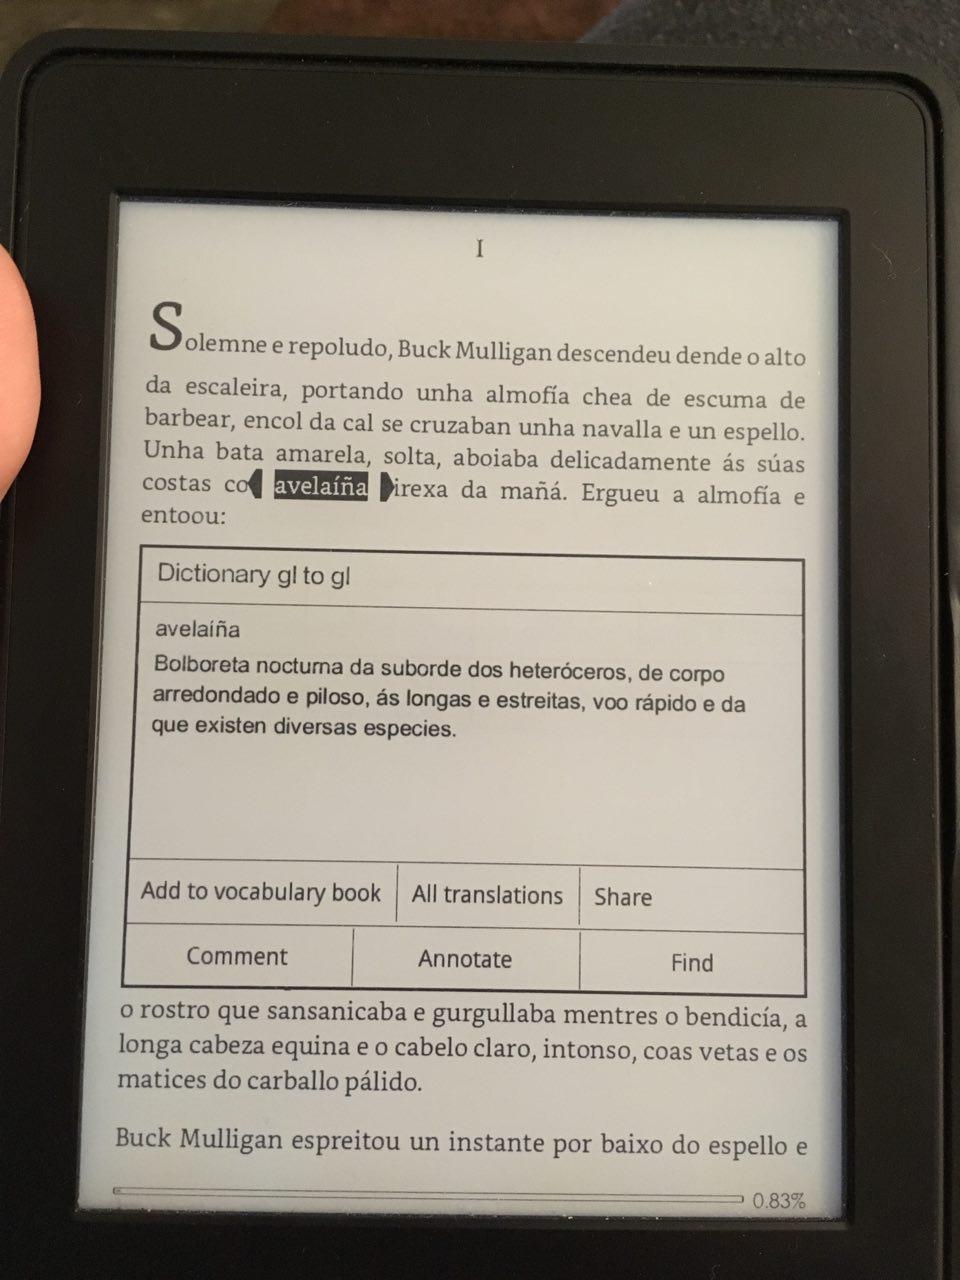 I
Solemne e repoludo, Buck Mulligan descendeu dende o alto
da escaleira, portando unha almofía chea de escuma de
barbear, encol da cal se cruzaban unha navalla e un espello.
Unha bata amarela, solta, aboiaba delicadamente ás súas
costas co avelaíña irexa da mañá. Ergueu a almofía e
entoou:
Dictionary gl to gl
avelaíña
Bolboreta nocturna da suborde dos heteróceros, de corpo
arredondado e piloso, ás longas e estreitas, voo rápido e da
que existen diversas especies.
Add to vocabulary book All translations Share
Comment Annotate Find
o rostro que sansanicaba e gurgullaba mentres o bendicía, a
longa cabeza equina e o cabelo claro, intonso, coas vetas e os
matices do carballo pálido.
Buck Mulligan espreitou un instante por baixo do espello e
0.83%